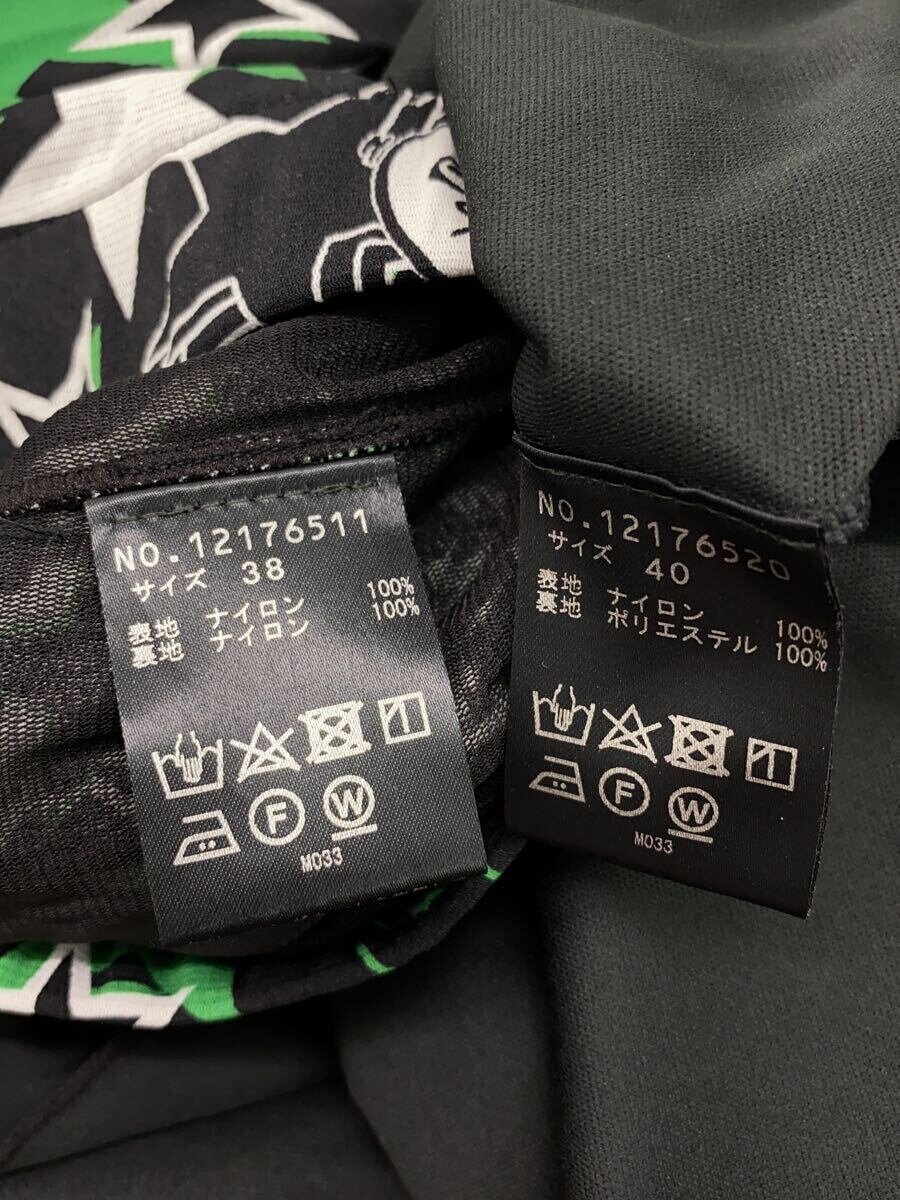 NO.12176511
サイズ 38
表地 ナイロン 100%
裏地 ナイロン 100%
F W
M033
NO.12176520
サイズ 40
表地 ナイロン 100%
裏地 ポリエステル 100%
F W
M033